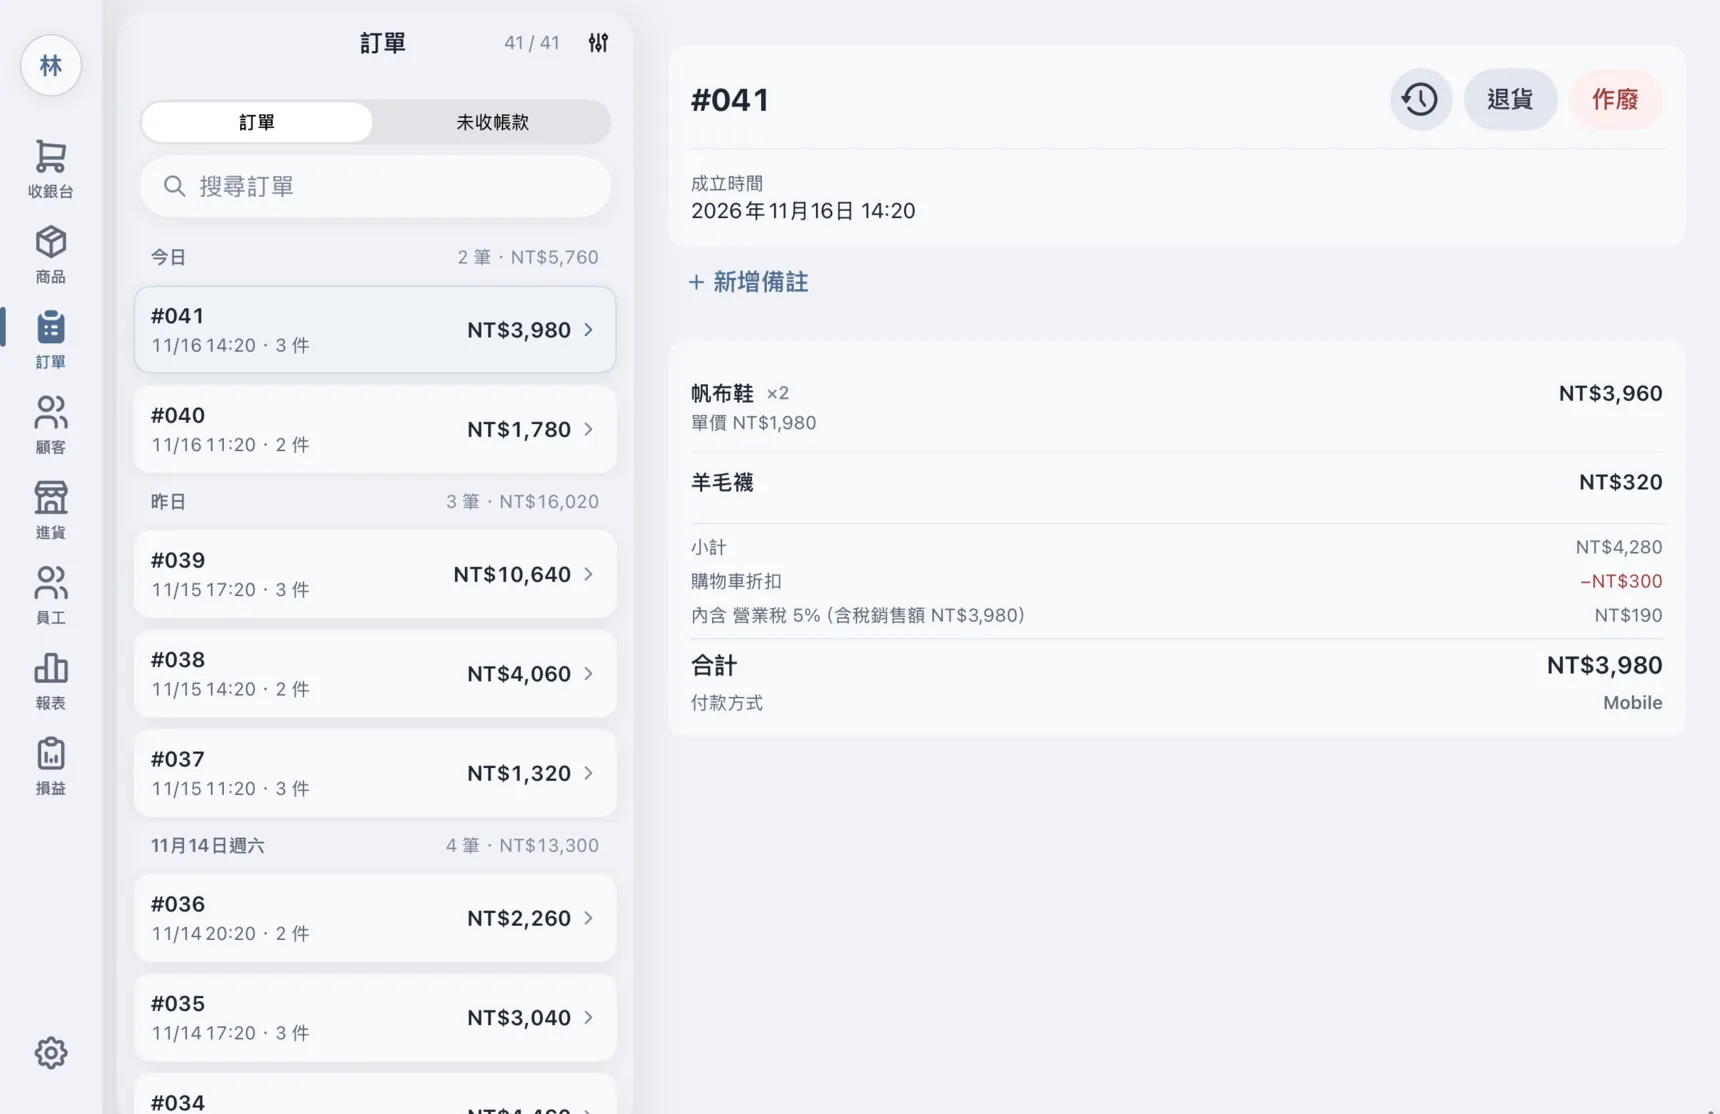 林
收銀台
商品
訂單
顧客
進貨
員工
報表
損益
訂單
41 / 41
訂單
未收帳款
搜尋訂單
今日
2 筆 · NT$5,760
#041
11/16 14:20 · 3 件
NT$3,980
#040
11/16 11:20 · 2 件
NT$1,780
昨日
3 筆 · NT$16,020
#039
11/15 17:20 · 3 件
NT$10,640
#038
11/15 14:20 · 2 件
NT$4,060
#037
11/15 11:20 · 3 件
NT$1,320
11月14日週六
4 筆 · NT$13,300
#036
11/14 20:20 · 2 件
NT$2,260
#035
11/14 17:20 · 3 件
NT$3,040
#034
#041
退貨
作廢
成立時間
2026年11月16日 14:20
+ 新增備註
帆布鞋 ×2
NT$3,960
單價 NT$1,980
羊毛襪
NT$320
小計
NT$4,280
購物車折扣
−NT$300
內含 營業稅 5% (含稅銷售額 NT$3,980)
NT$190
合計
NT$3,980
付款方式
Mobile